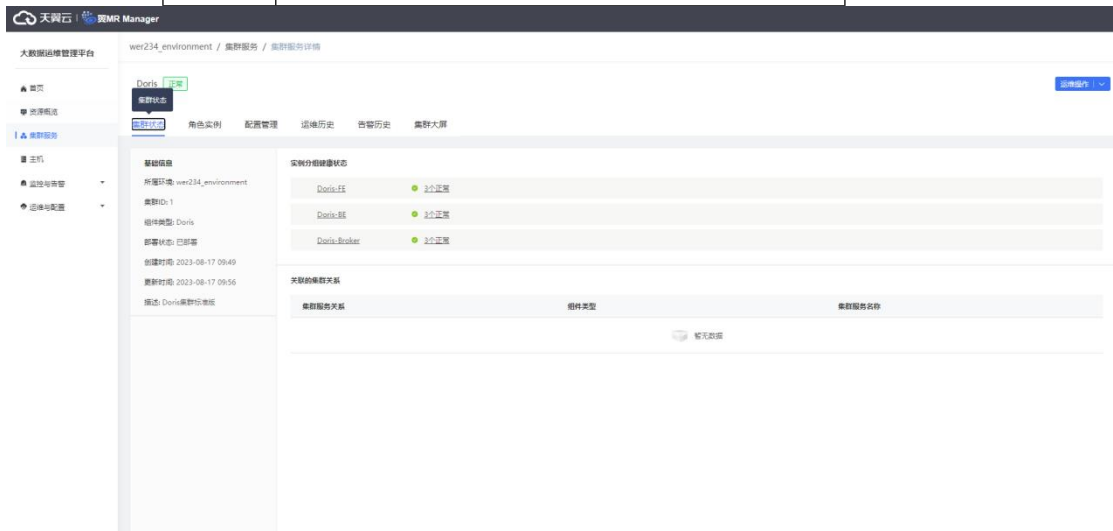 天翼云 翼MR Manager
大数据运维管理平台
wer234_environment / 集群服务 / 集群服务详情
首页
资源概览
集群服务
主机
监控与告警
运维与配置
Doris 正常
运维操作
集群状态
集群状态 角色实例 配置管理 运维历史 告警历史 集群大屏
基础信息
所属环境: wer234_environment
集群ID: 1
组件类型: Doris
部署状态: 已部署
创建时间: 2023-08-17 09:49
更新时间: 2023-08-17 09:56
描述: Doris集群标准版
实例分组健康状态
Doris-FE 3个正常
Doris-BE 3个正常
Doris-Broker 3个正常
关联的集群关系
集群服务关系 组件类型 集群服务名称
暂无数据